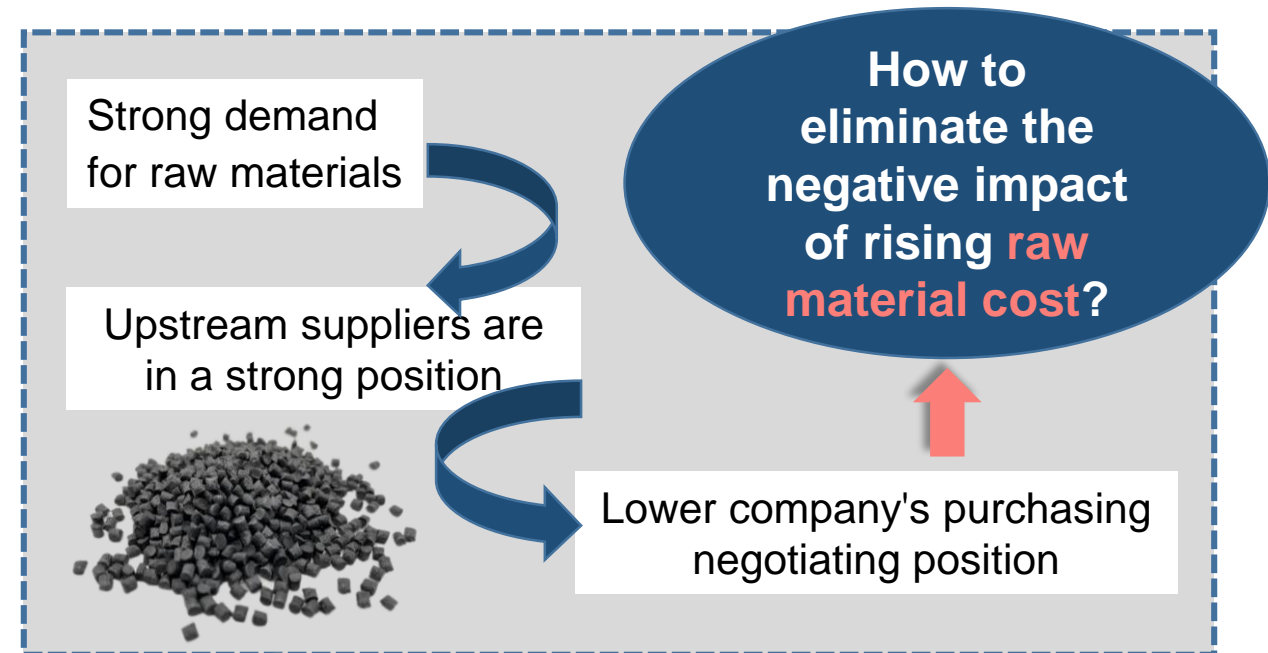 Strong demand
for raw materials
Upstream suppliers are
in a strong position
Lower company's purchasing
negotiating position
How to
eliminate the
negative impact
of rising raw
material cost?